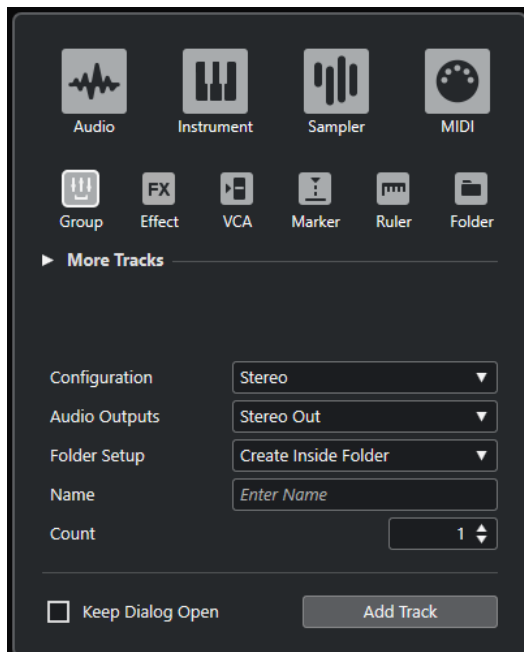 Audio Instrument Sampler MIDI
FX
Group Effect VCA Marker Ruler Folder
More Tracks
Configuration Stereo
Audio Outputs Stereo Out
Folder Setup Create Inside Folder
Name Enter Name
Count 1
Keep Dialog Open Add Track